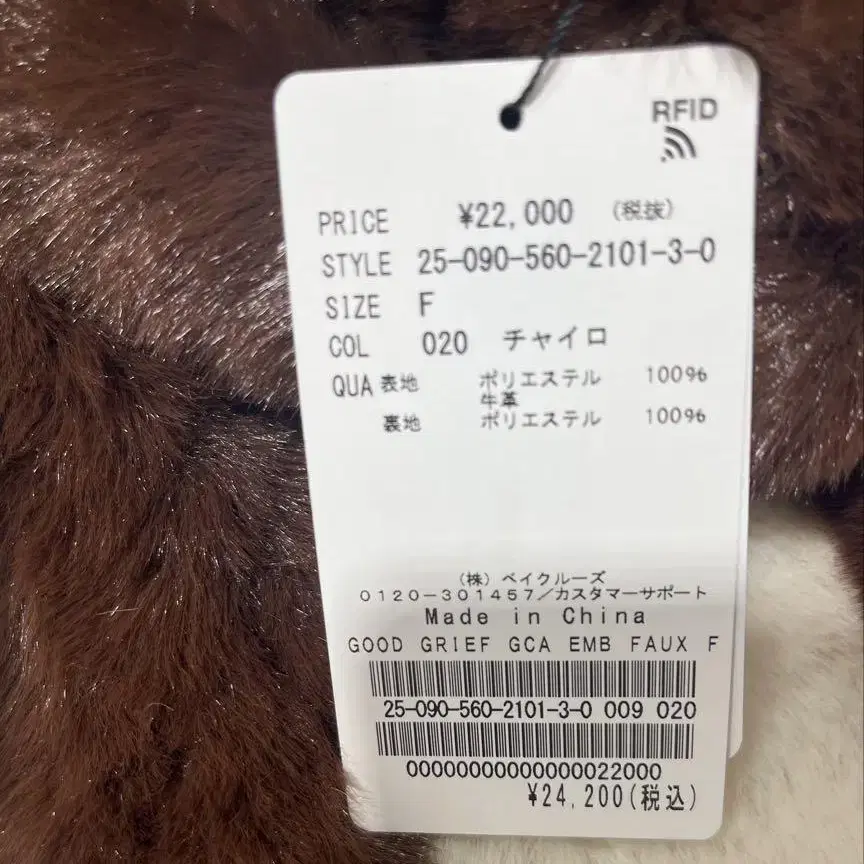 RFID
PRICE ¥22,000 (税抜)
STYLE 25-090-560-2101-3-0
SIZE F
COL 020 チャイロ
QUA 表地 ポリエステル 100%
牛革
裏地 ポリエステル 100%
(株) ベイクルーズ
0120-301457/カスタマーサポート
Made in China
GOOD GRIEF GCA EMB FAUX F
25-090-560-2101-3-0 009 020
00000000000000022000
¥24,200(税込)